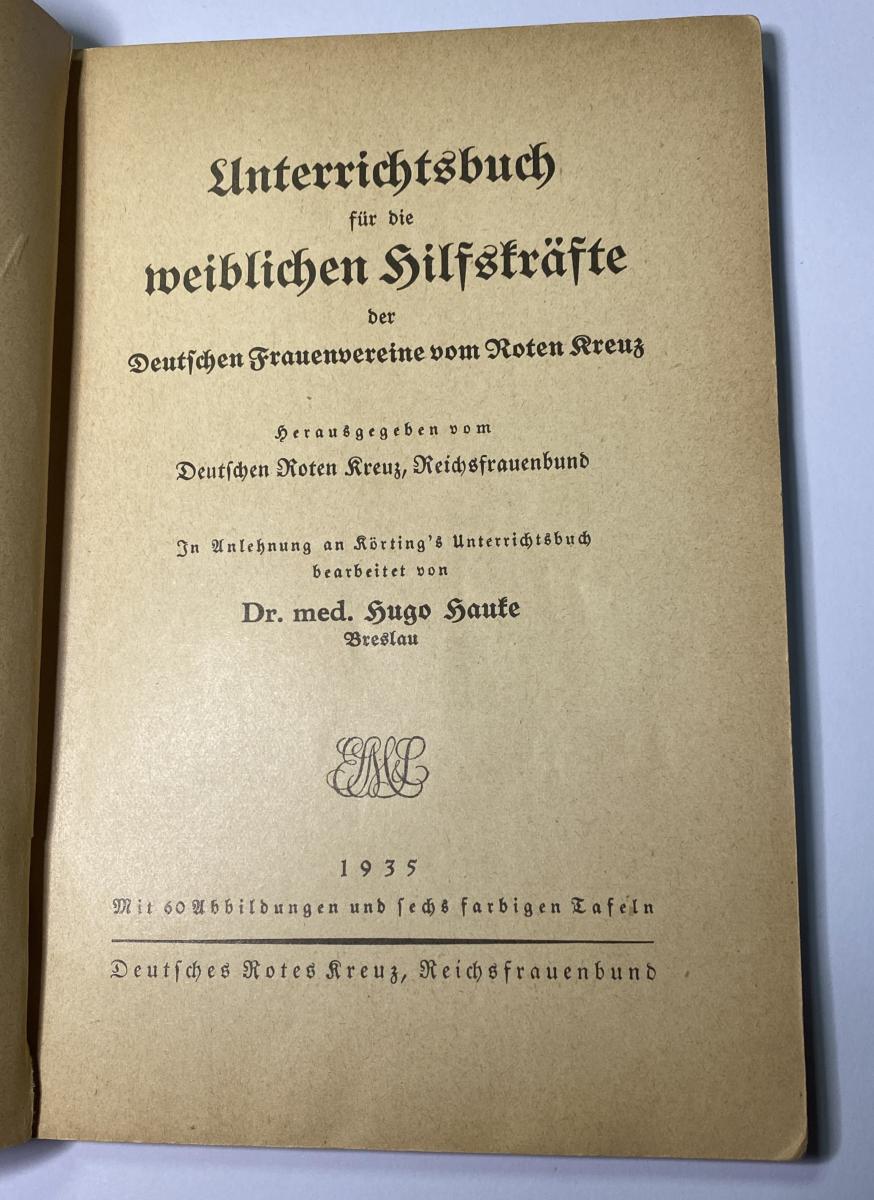 Unterrichtsbuch
für die
weiblichen Hilfskräfte
der
Deutschen Frauenvereine vom Roten Kreuz
Herausgegeben vom
Deutschen Roten Kreuz, Reichsfrauenbund
In Anlehnung an Körting's Unterrichtsbuch
bearbeitet von
Dr. med. Hugo Hauke
Breslau
1935
Mit 60 Abbildungen und sechs farbigen Tafeln
Deutsches Rotes Kreuz, Reichsfrauenbund